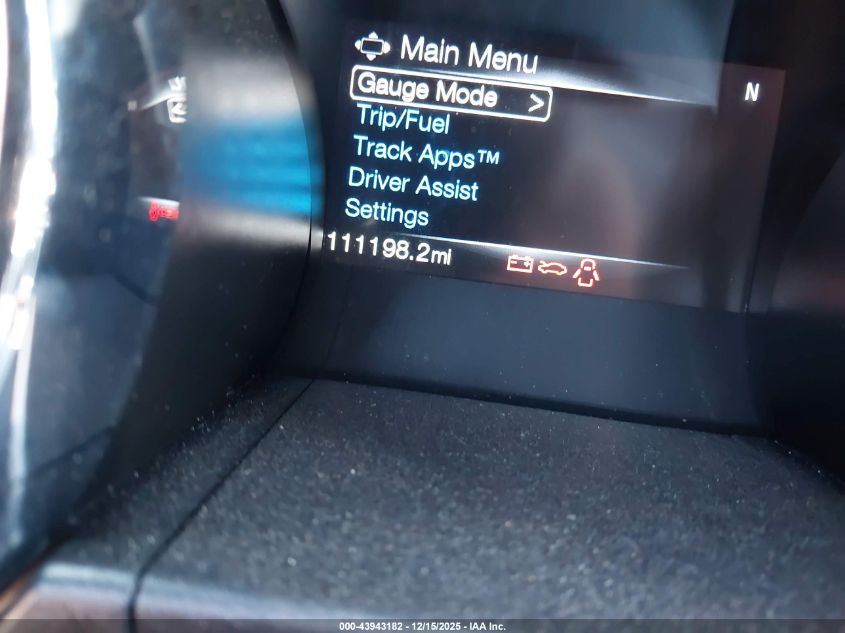 Main Menu
N
Gauge Mode >
Trip/Fuel
Track Apps™
Driver Assist
Settings
111198.2mi
000-43943182 - 12/15/2025 - IAA Inc.